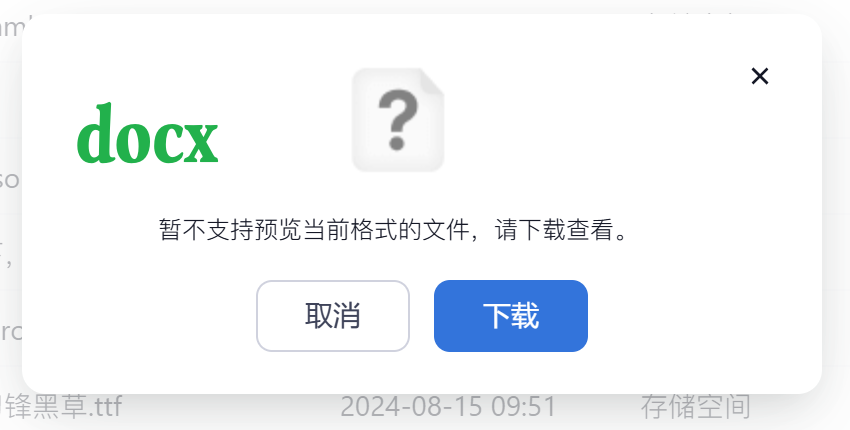 docx
?
暂不支持预览当前格式的文件，请下载查看。
取消
下载
锋黑草.ttf
2024-08-15 09:51
存储空间